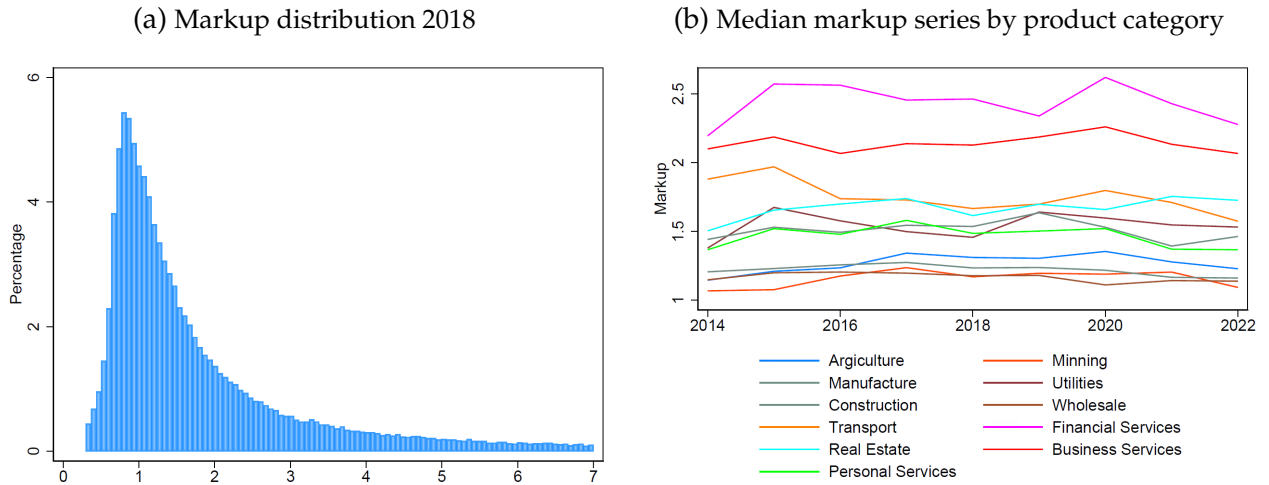 (a) Markup distribution 2018
Percentage
6
4
2
0
0 1 2 3 4 5 6 7
(b) Median markup series by product category
Markup
2.5
2
1.5
1
2014 2016 2018 2020 2022
Argiculture Minning
Manufacture Utilities
Construction Wholesale
Transport Financial Services
Real Estate Business Services
Personal Services